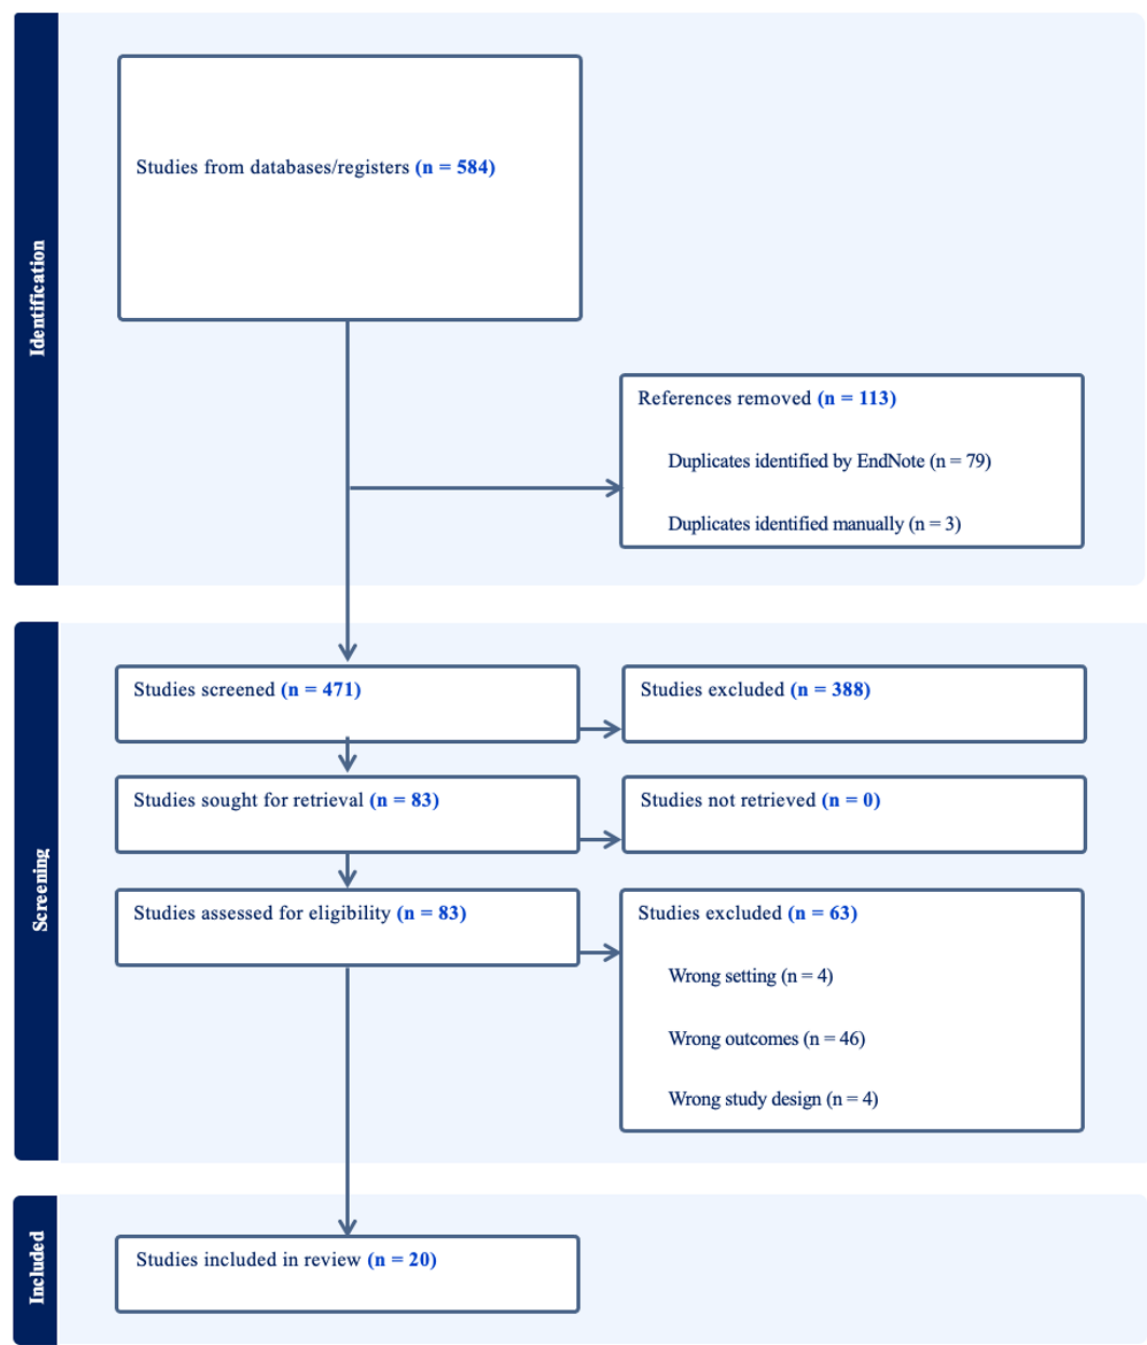 Identification
Studies from databases/registers (n = 584)
References removed (n = 113)
Duplicates identified by EndNote (n = 79)
Duplicates identified manually (n = 3)
Screening
Studies screened (n = 471)
Studies excluded (n = 388)
Studies sought for retrieval (n = 83)
Studies not retrieved (n = 0)
Studies assessed for eligibility (n = 83)
Studies excluded (n = 63)
Wrong setting (n = 4)
Wrong outcomes (n = 46)
Wrong study design (n = 4)
Included
Studies included in review (n = 20)